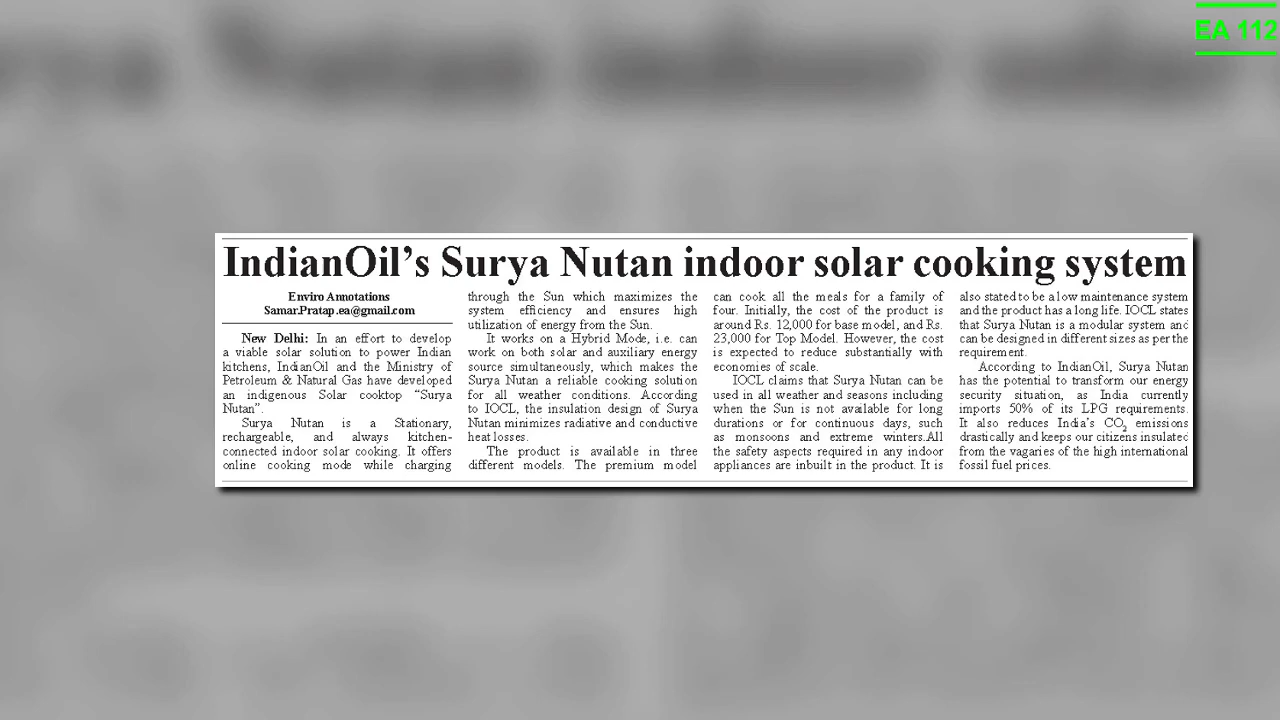 EA 112
IndianOil's Surya Nutan indoor solar cooking system
Enviro Annotations
Samar.Pratap.ea@gmail.com
New Delhi: In an effort to develop
a viable solar solution to power Indian
kitchens, IndianOil and the Ministry of
Petroleum & Natural Gas have developed
an indigenous Solar cooktop "Surya
Nutan".
Surya Nutan is a Stationary,
rechargeable, and always kitchen-
connected indoor solar cooking. It offers
online cooking mode while charging
through the Sun which maximizes the
system efficiency and ensures high
utilization of energy from the Sun.
It works on a Hybrid Mode, i.e. can
work on both solar and auxiliary energy
source simultaneously, which makes the
Surya Nutan a reliable cooking solution
for all weather conditions. According
to IOCL, the insulation design of Surya
Nutan minimizes radiative and conductive
heat losses.
The product is available in three
different models. The premium model
can cook all the meals for a family of
four. Initially, the cost of the product is
around Rs. 12,000 for base model, and Rs.
23,000 for Top Model. However, the cost
is expected to reduce substantially with
economies of scale.
IOCL claims that Surya Nutan can be
used in all weather and seasons including
when the Sun is not available for long
durations or for continuous days, such
as monsoons and extreme winters.All
the safety aspects required in any indoor
appliances are inbuilt in the product. It is
also stated to be a low maintenance system
and the product has a long life. IOCL states
that Surya Nutan is a modular system and
can be designed in different sizes as per the
requirement.
According to IndianOil, Surya Nutan
has the potential to transform our energy
security situation, as India currently
imports 50% of its LPG requirements.
It also reduces India's CO₂ emissions
drastically and keeps our citizens insulated
from the vagaries of the high international
fossil fuel prices.